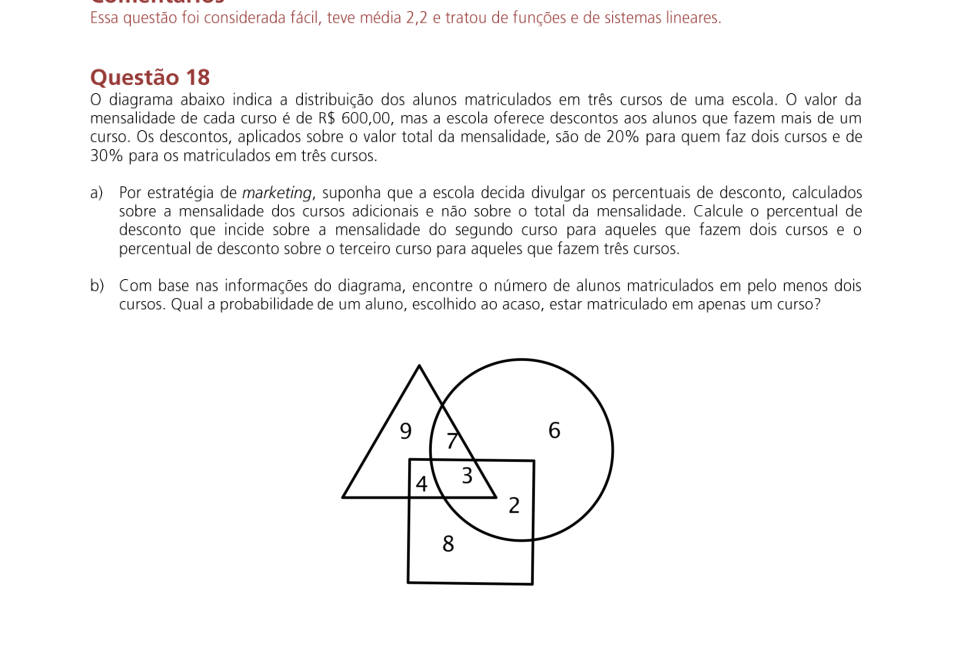 Essa questão foi considerada fácil, teve média 2,2 e tratou de funções e de sistemas lineares.
Questão 18
O diagrama abaixo indica a distribuição dos alunos matriculados em três cursos de uma escola. O valor da
mensalidade de cada curso é de R$ 600,00, mas a escola oferece descontos aos alunos que fazem mais de um
curso. Os descontos, aplicados sobre o valor total da mensalidade, são de 20% para quem faz dois cursos e de
30% para os matriculados em três cursos.
a) Por estratégia de marketing, suponha que a escola decida divulgar os percentuais de desconto, calculados
sobre a mensalidade dos cursos adicionais e não sobre o total da mensalidade. Calcule o percentual de
desconto que incide sobre a mensalidade do segundo curso para aqueles que fazem dois cursos e o
percentual de desconto sobre o terceiro curso para aqueles que fazem três cursos.
b) Com base nas informações do diagrama, encontre o número de alunos matriculados em pelo menos dois
cursos. Qual a probabilidade de um aluno, escolhido ao acaso, estar matriculado em apenas um curso?
9
7
6
4
3
2
8